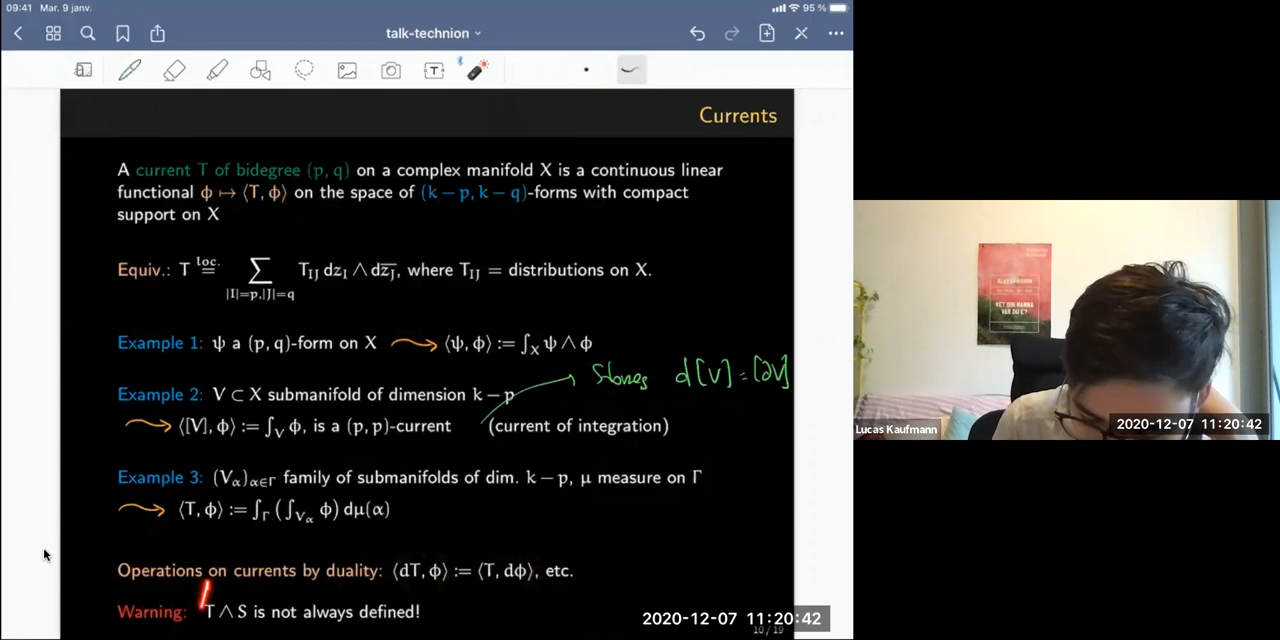 09:41 Mar. 9 janv.
95 %
talk-technion
Currents
A current T of bidegree (p, q) on a complex manifold X is a continuous linear
functional ϕ ↦ ⟨T, ϕ⟩ on the space of (k − p, k − q)-forms with compact
support on X
Equiv.: T loc.= ∑ |I|=p,|J|=q T_IJ dz_I ∧ dz̄_J, where T_IJ = distributions on X.
Example 1: ψ a (p, q)-form on X ⟨ψ, ϕ⟩ := ∫_X ψ ∧ ϕ
Stokes d[V] = [∂V]
Example 2: V ⊂ X submanifold of dimension k − p
⟨[V], ϕ⟩ := ∫_V ϕ, is a (p, p)-current (current of integration)
Example 3: (V_α)_α∈Γ family of submanifolds of dim. k − p, μ measure on Γ
⟨T, ϕ⟩ := ∫_Γ (∫_V_α ϕ) dμ(α)
Operations on currents by duality: ⟨dT, ϕ⟩ := ⟨T, dϕ⟩, etc.
Warning: T ∧ S is not always defined!
10 / 19
2020-12-07 11:20:42
Lucas Kaufmann
2020-12-07 11:20:42